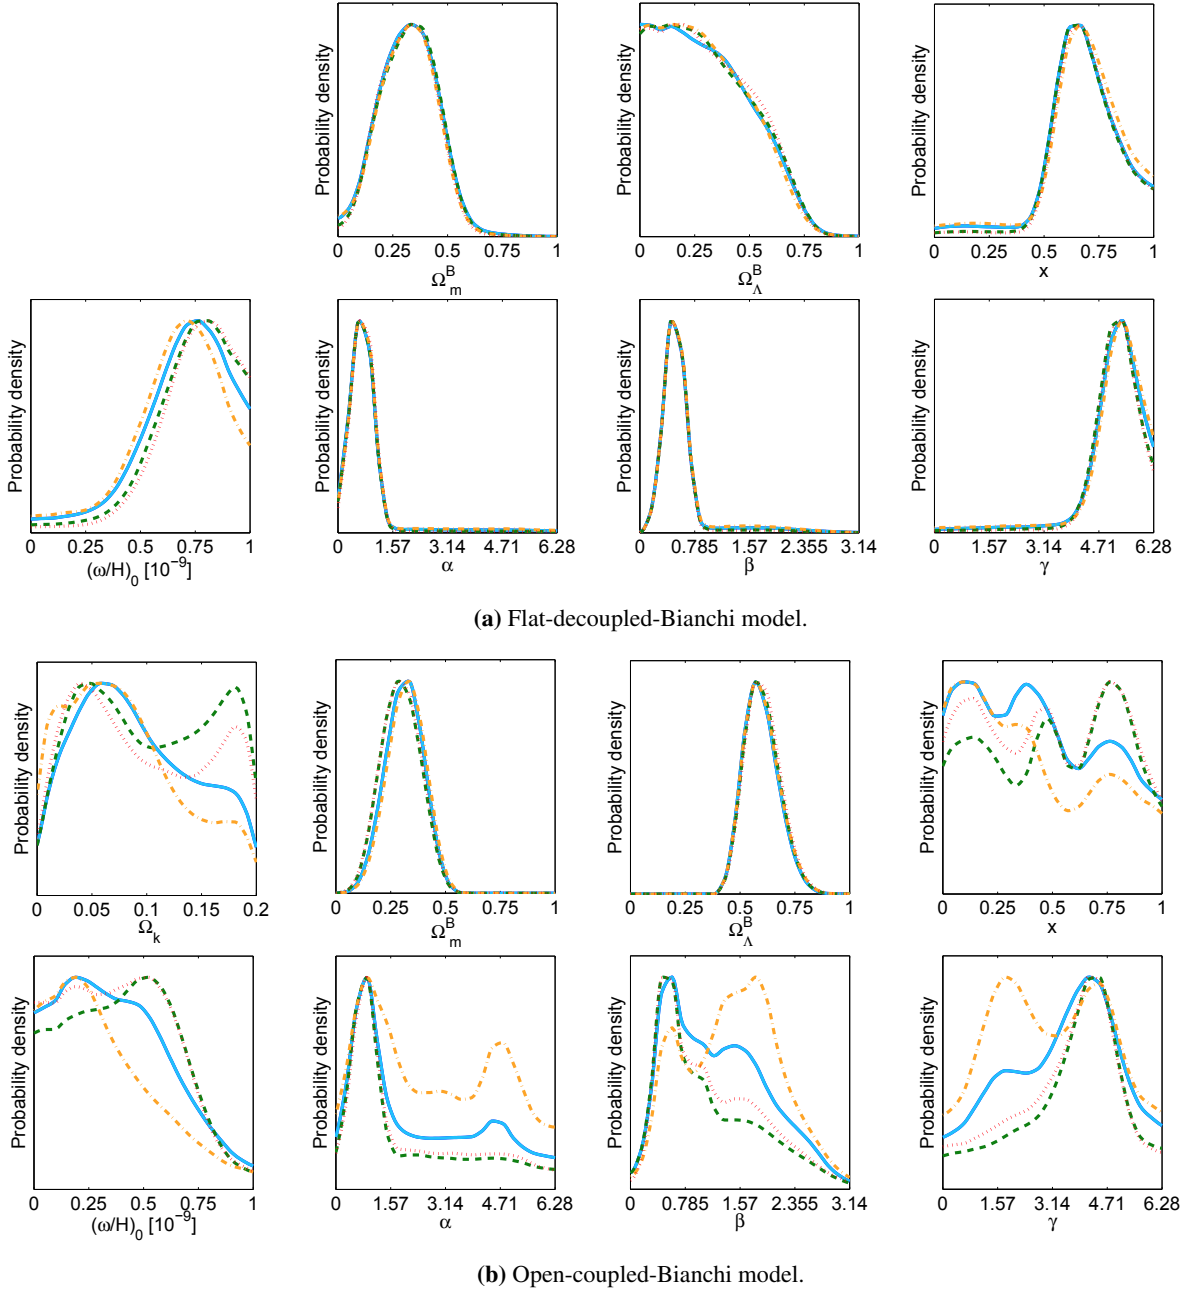 Probability density
0 0.25 0.5 0.75 1
Ω_m^B
Probability density
0 0.25 0.5 0.75 1
Ω_Λ^B
Probability density
0 0.25 0.5 0.75 1
x
Probability density
0 0.25 0.5 0.75 1
(ω/H)_0 [10^-9]
Probability density
0 1.57 3.14 4.71 6.28
α
Probability density
0 0.785 1.57 2.355 3.14
β
Probability density
0 1.57 3.14 4.71 6.28
γ
(a) Flat-decoupled-Bianchi model.
Probability density
0 0.05 0.1 0.15 0.2
Ω_k
Probability density
0 0.25 0.5 0.75 1
Ω_m^B
Probability density
0 0.25 0.5 0.75 1
Ω_Λ^B
Probability density
0 0.25 0.5 0.75 1
x
Probability density
0 0.25 0.5 0.75 1
(ω/H)_0 [10^-9]
Probability density
0 1.57 3.14 4.71 6.28
α
Probability density
0 0.785 1.57 2.355 3.14
β
Probability density
0 1.57 3.14 4.71 6.28
γ
(b) Open-coupled-Bianchi model.